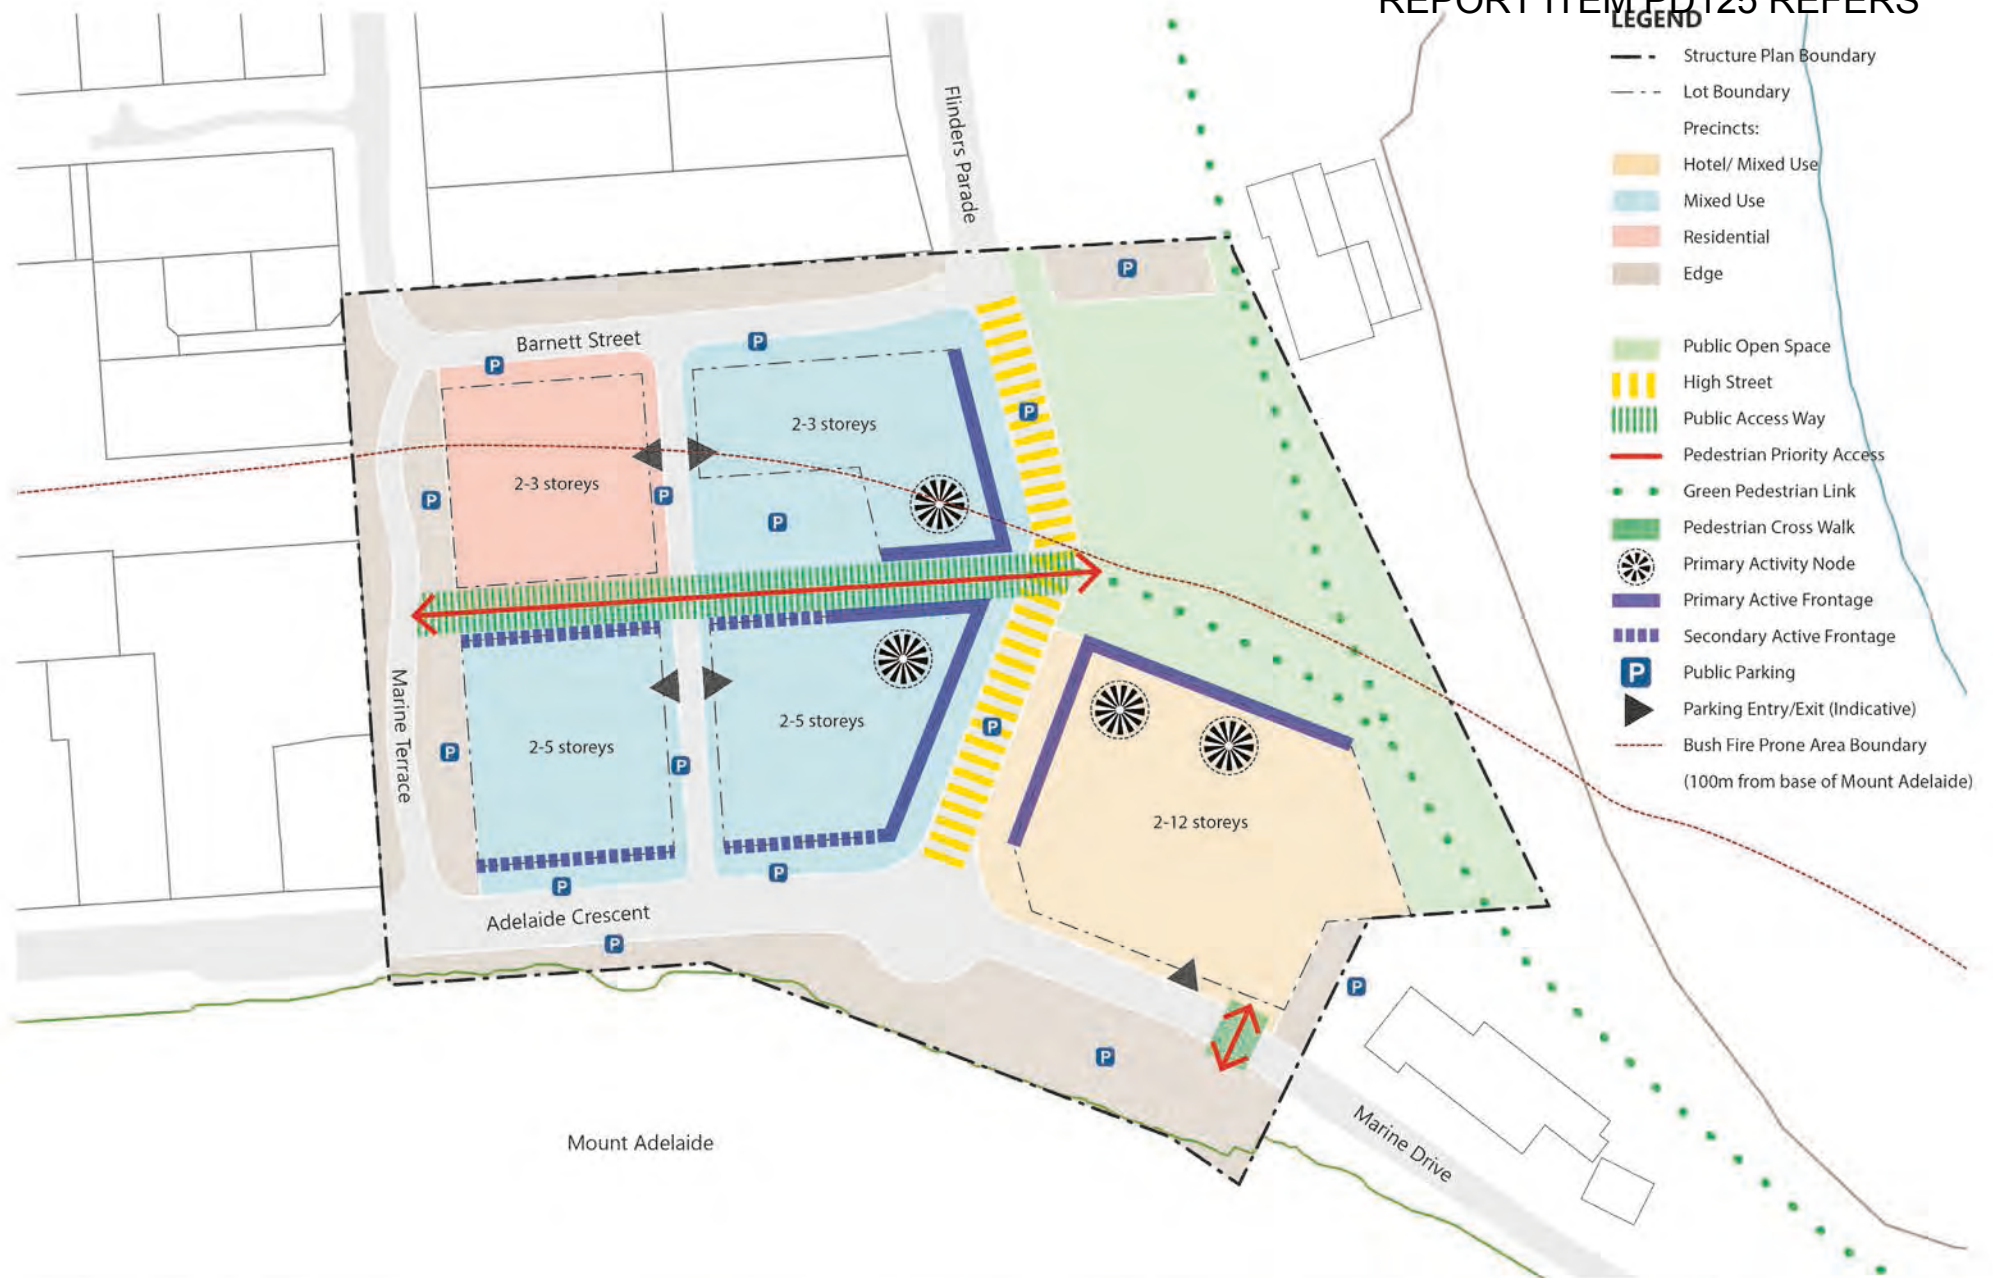 REPORT ITEM PD125 REFERS
LEGEND
Structure Plan Boundary
Lot Boundary
Precincts:
Hotel/ Mixed Use
Mixed Use
Residential
Edge
Public Open Space
High Street
Public Access Way
Pedestrian Priority Access
Green Pedestrian Link
Pedestrian Cross Walk
Primary Activity Node
Primary Active Frontage
Secondary Active Frontage
P Public Parking
Parking Entry/Exit (Indicative)
Bush Fire Prone Area Boundary
(100m from base of Mount Adelaide)
Flinders Parade
P
Barnett Street
P
P
P
2-3 storeys
2-3 storeys
P
P
P
Marine Terrace
2-5 storeys
2-5 storeys
P
P
P
2-12 storeys
P
P
Adelaide Crescent
P
P
P
Mount Adelaide
Marine Drive